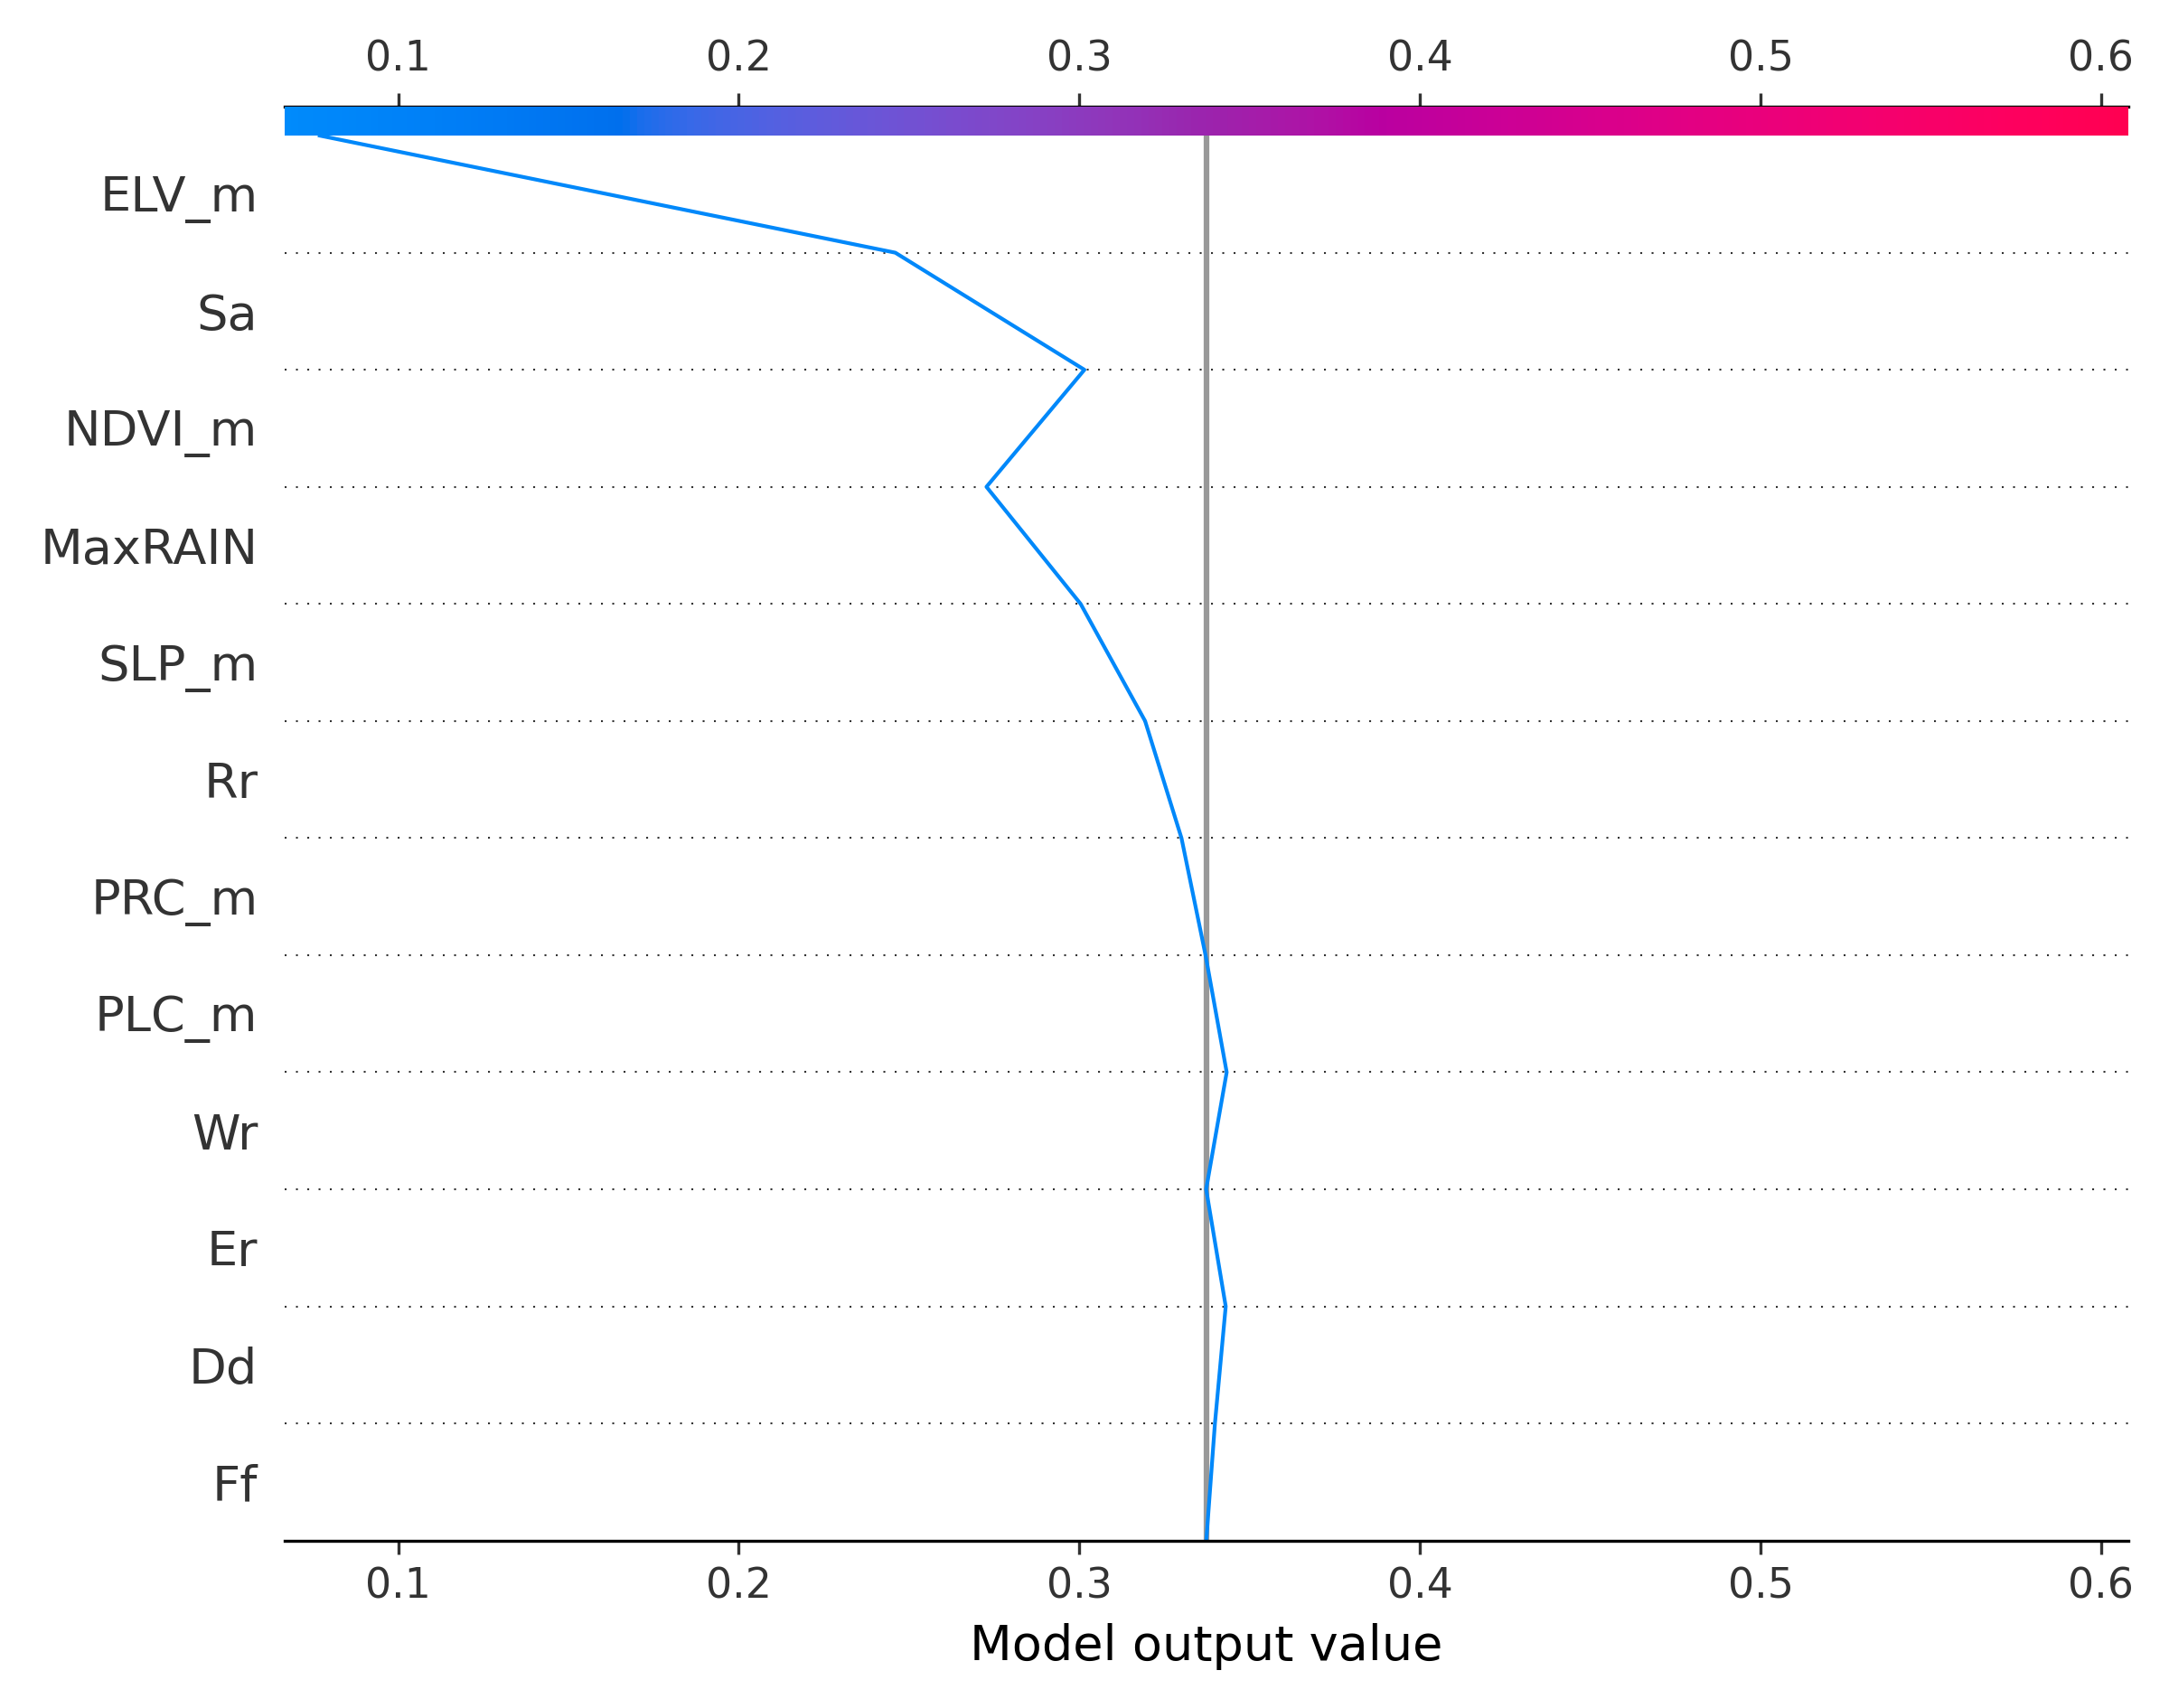 0.1 0.2 0.3 0.4 0.5 0.6
ELV_m
Sa
NDVI_m
MaxRAIN
SLP_m
Rr
PRC_m
PLC_m
Wr
Er
Dd
Ff
0.1 0.2 0.3 0.4 0.5 0.6
Model output value